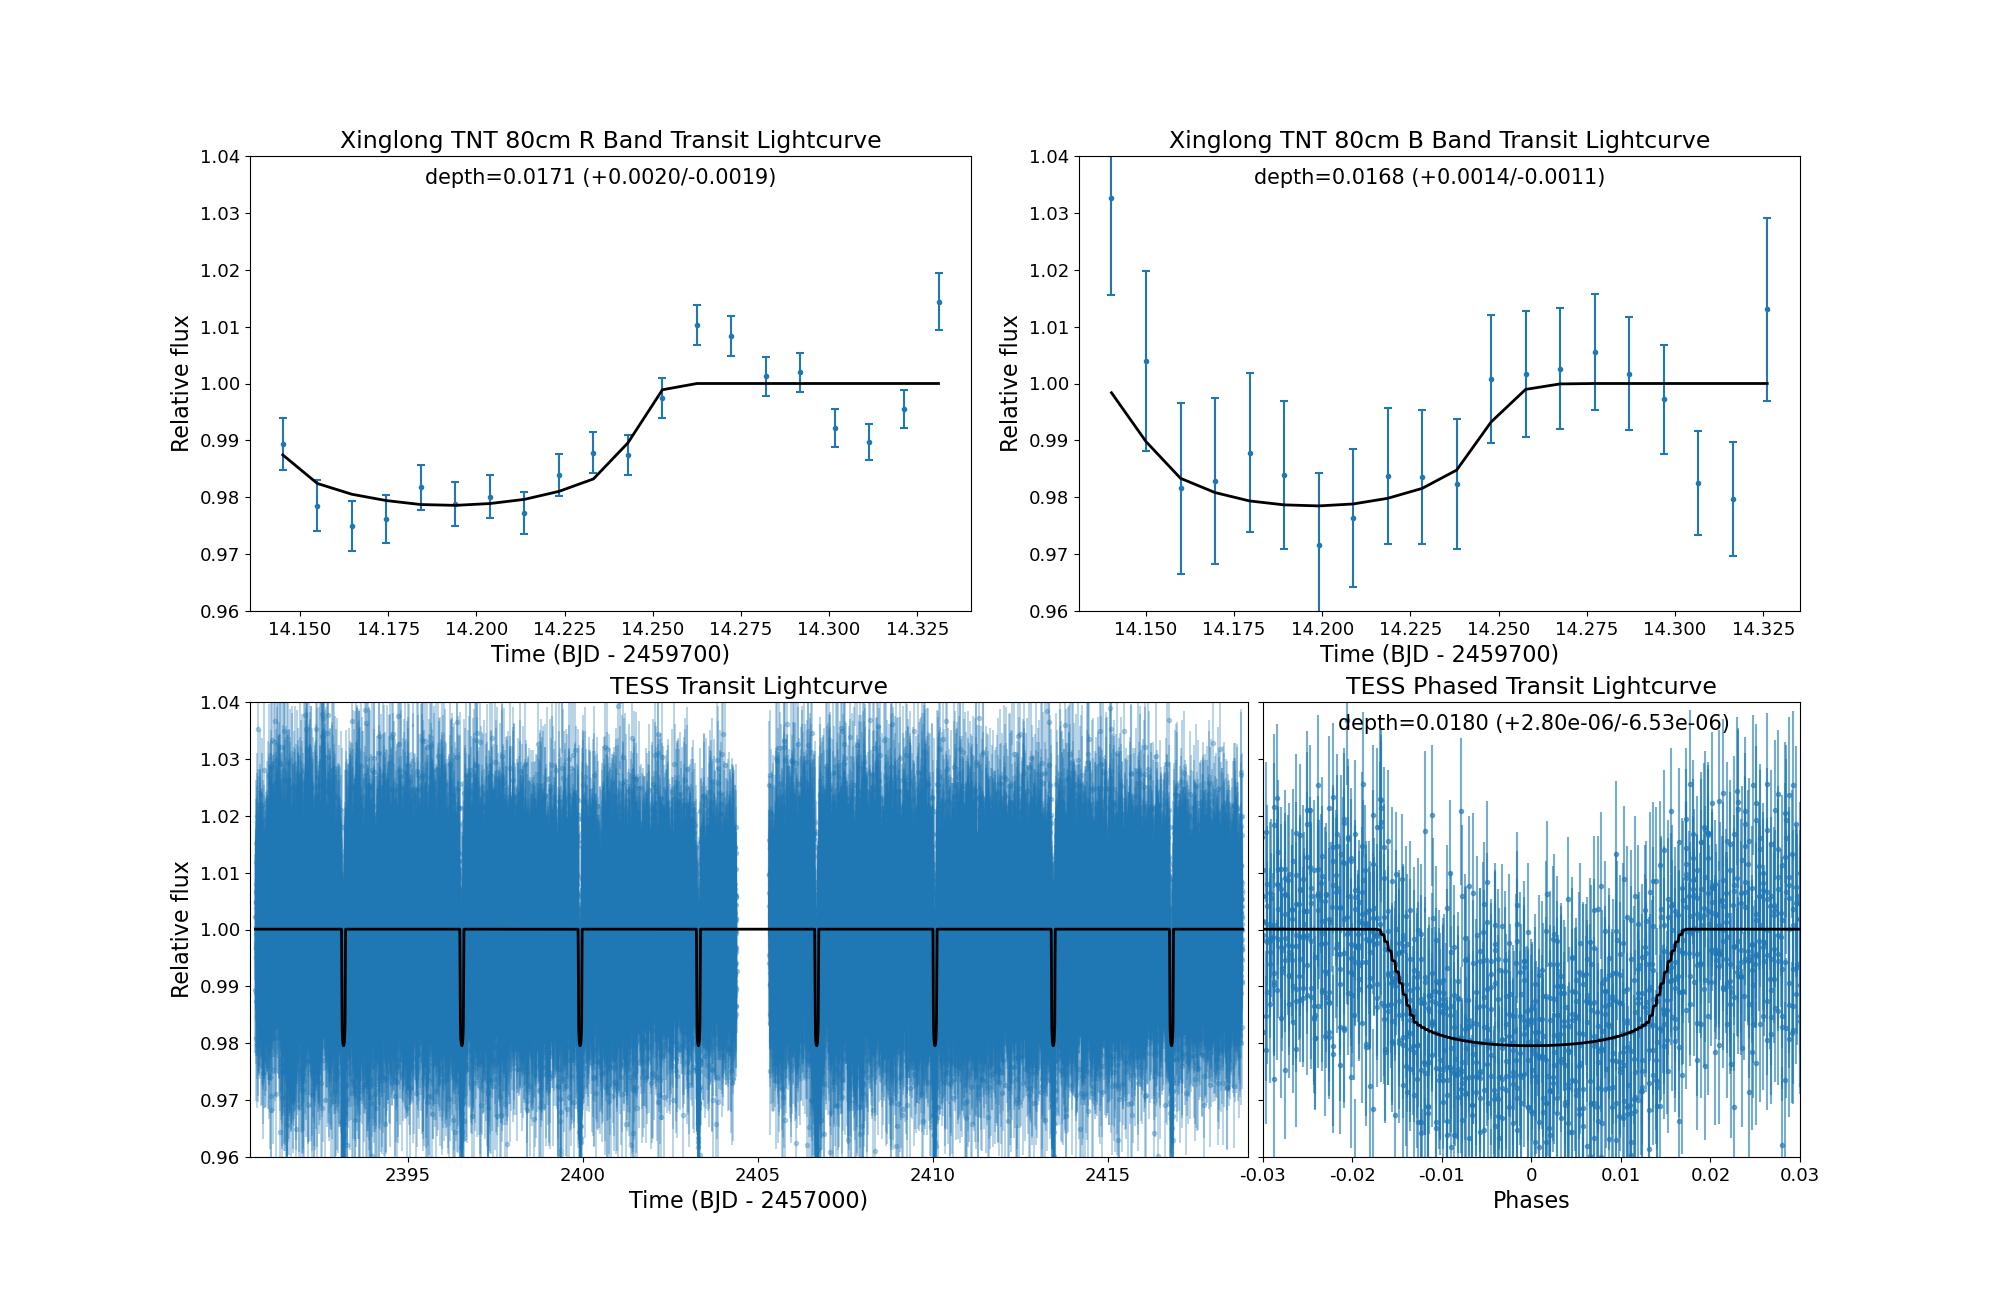 Xinglong TNT 80cm R Band Transit Lightcurve
depth=0.0171 (+0.0020/-0.0019)
1.04
1.03
1.02
1.01
1.00
0.99
0.98
0.97
0.96
Relative flux
14.150 14.175 14.200 14.225 14.250 14.275 14.300 14.325
Time (BJD - 2459700)
Xinglong TNT 80cm B Band Transit Lightcurve
depth=0.0168 (+0.0014/-0.0011)
1.04
1.03
1.02
1.01
1.00
0.99
0.98
0.97
0.96
Relative flux
14.150 14.175 14.200 14.225 14.250 14.275 14.300 14.325
Time (BJD - 2459700)
TESS Transit Lightcurve
1.04
1.03
1.02
1.01
1.00
0.99
0.98
0.97
0.96
Relative flux
2395 2400 2405 2410 2415
Time (BJD - 2457000)
TESS Phased Transit Lightcurve
depth=0.0180 (+2.80e-06/-6.53e-06)
-0.03 -0.02 -0.01 0 0.01 0.02 0.03
Phases